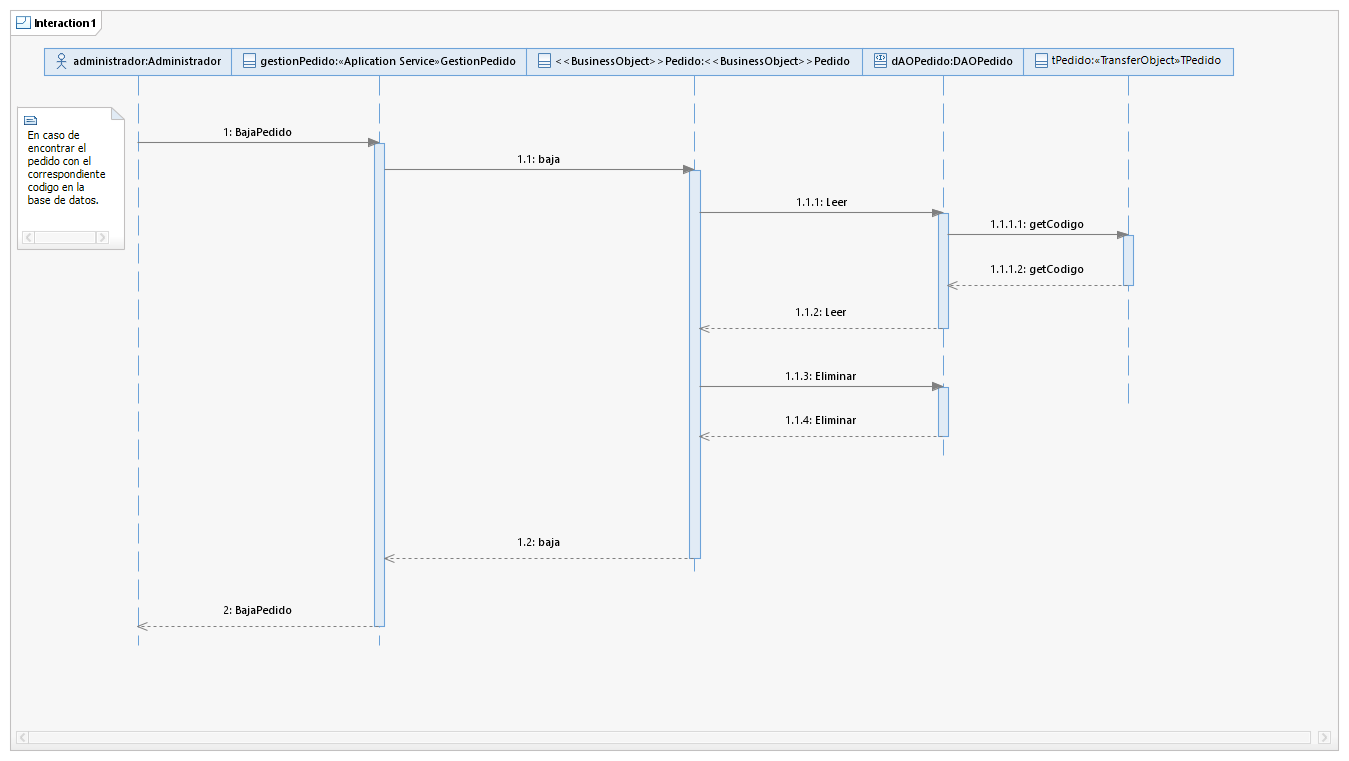 Interaction1
administrador:Administrador
gestionPedido:«Aplication Service»GestionPedido
<<BusinessObject>>Pedido:<<BusinessObject>>Pedido
dAOPedido:DAOPedido
tPedido:«TransferObject»TPedido
En caso de
encontrar el
pedido con el
correspondiente
codigo en la
base de datos.
1: BajaPedido
1.1: baja
1.1.1: Leer
1.1.1.1: getCodigo
1.1.1.2: getCodigo
1.1.2: Leer
1.1.3: Eliminar
1.1.4: Eliminar
1.2: baja
2: BajaPedido